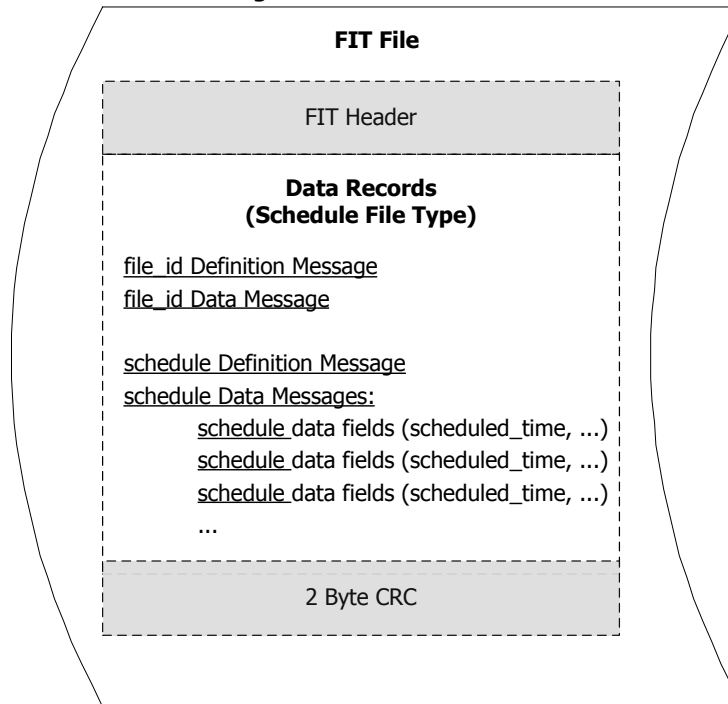 FIT File
FIT Header
Data Records
(Schedule File Type)
file_id Definition Message
file_id Data Message
schedule Definition Message
schedule Data Messages:
schedule data fields (scheduled_time, ...)
schedule data fields (scheduled_time, ...)
schedule data fields (scheduled_time, ...)
...
2 Byte CRC